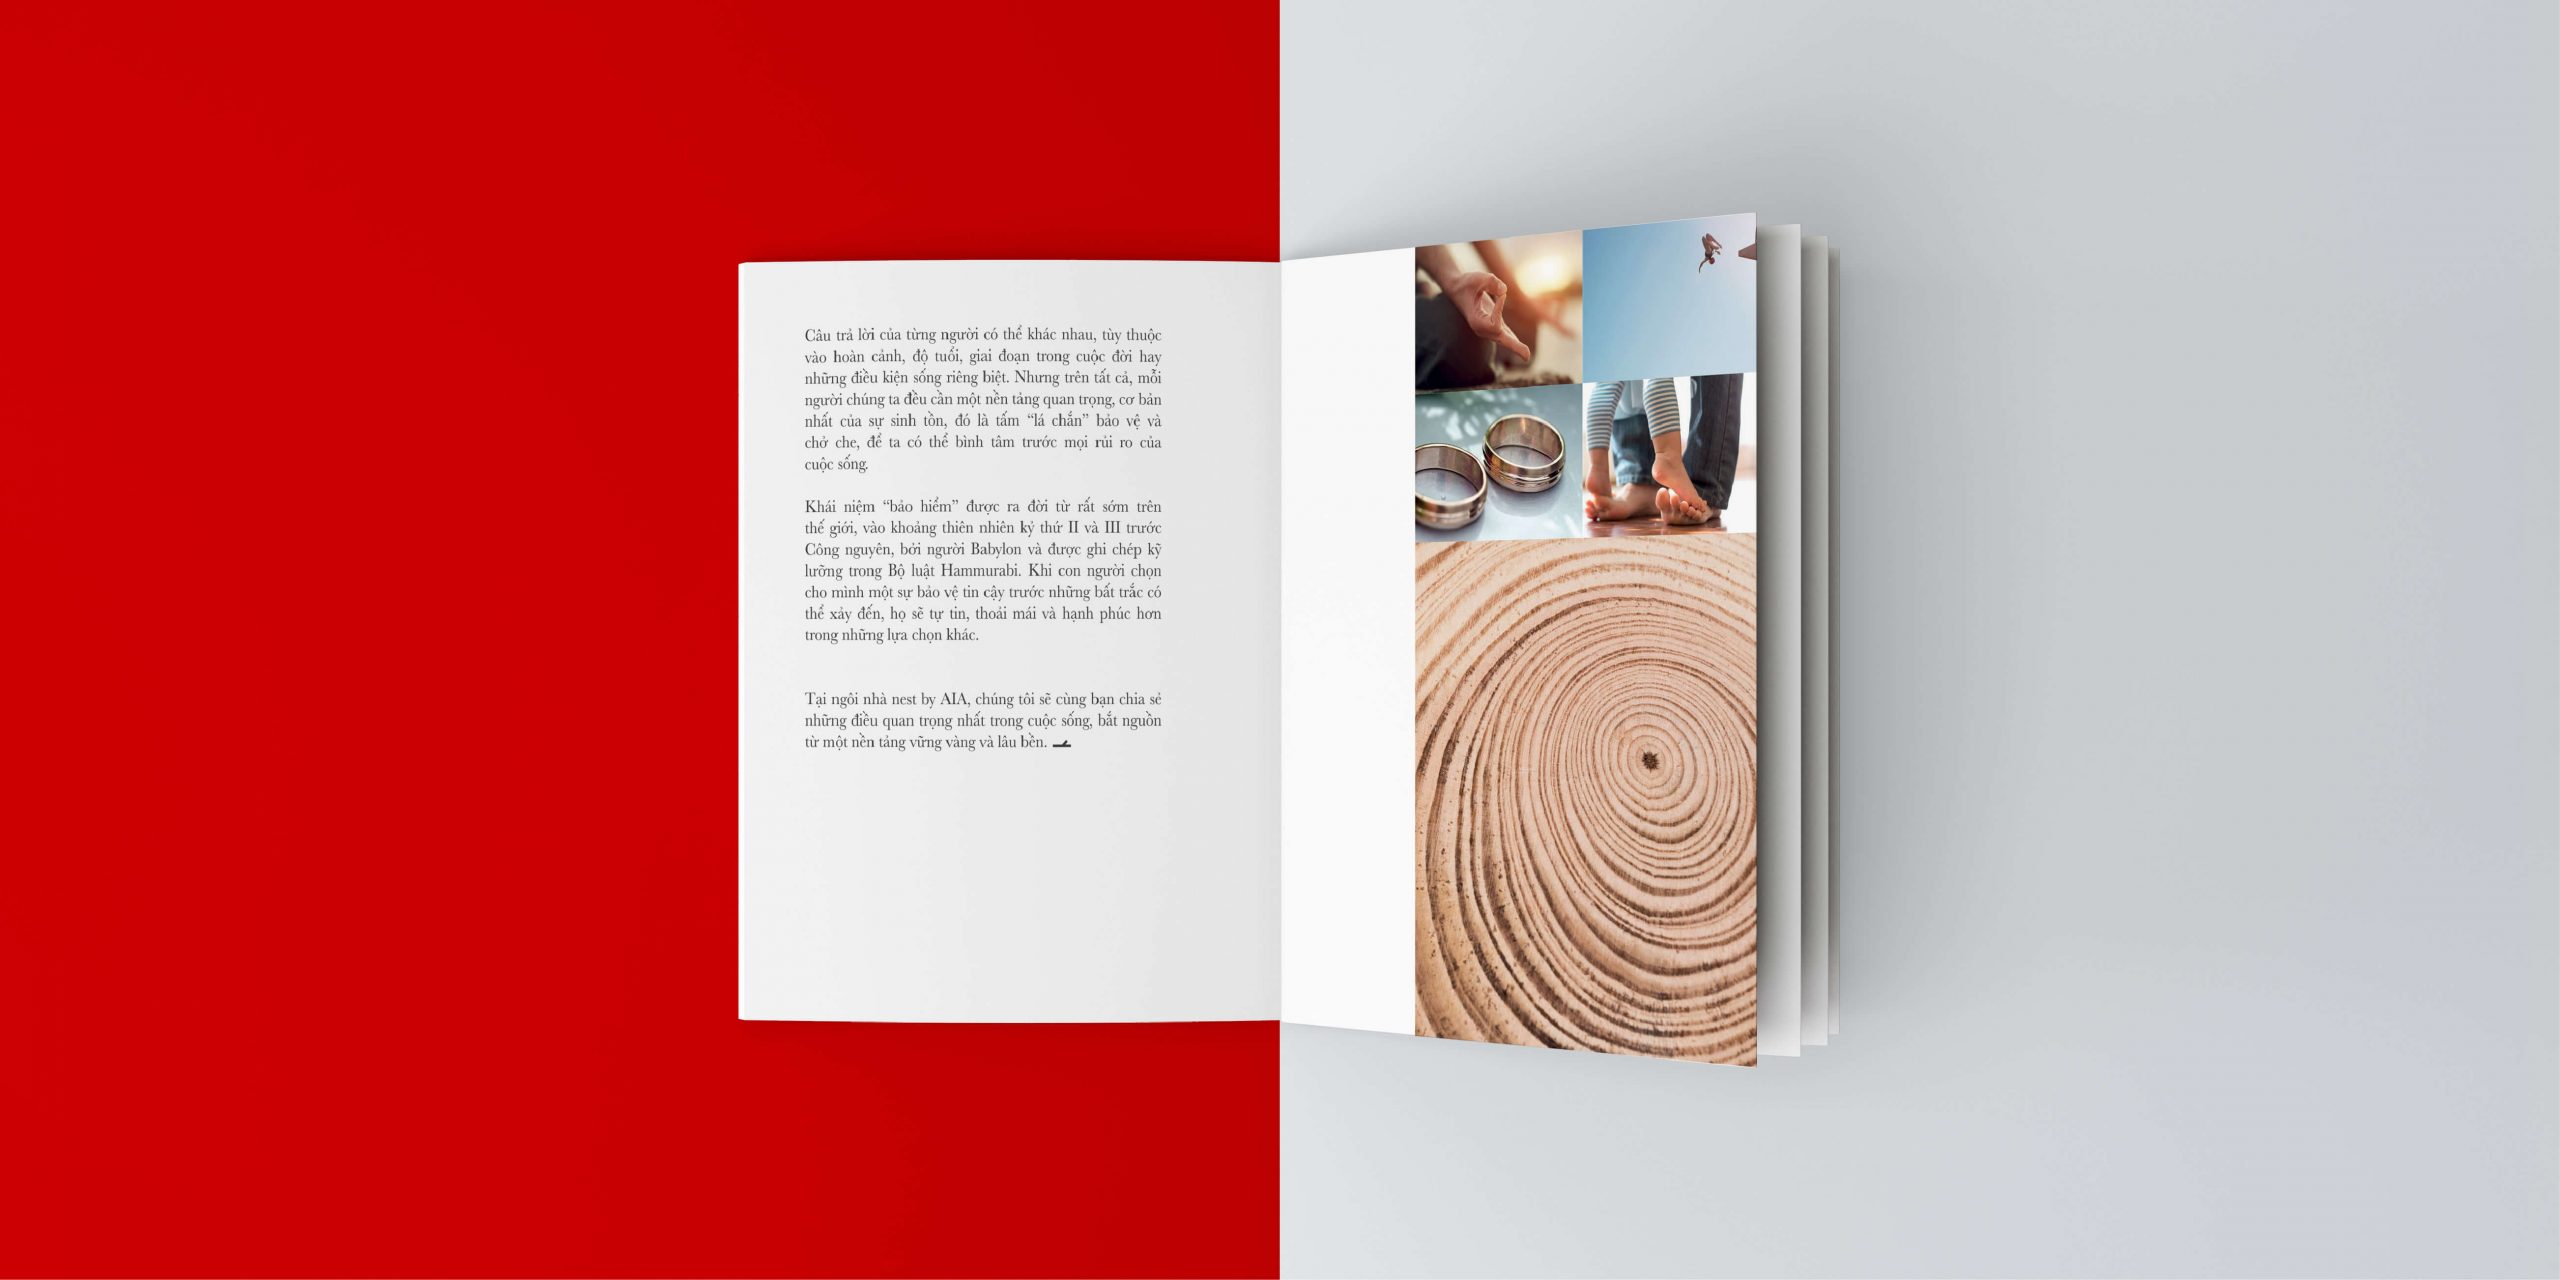 Câu trả lời của từng người có thể khác nhau, tùy thuộc
vào hoàn cảnh, độ tuổi, giai đoạn trong cuộc đời hay
những điều kiện sống riêng biệt. Nhưng trên tất cả, mỗi
người chúng ta đều cần một nền tảng quan trọng, cơ bản
nhất của sự sinh tồn, đó là tấm “lá chắn” bảo vệ và
chở che, để ta có thể bình tâm trước mọi rủi ro của
cuộc sống.
Khái niệm “bảo hiểm” được ra đời từ rất sớm trên
thế giới, vào khoảng thiên nhiên kỷ thứ II và III trước
Công nguyên, bởi người Babylon và được ghi chép kỹ
lưỡng trong Bộ luật Hammurabi. Khi con người chọn
cho mình một sự bảo vệ tin cậy trước những bất trắc có
thể xảy đến, họ sẽ tự tin, thoải mái và hạnh phúc hơn
trong những lựa chọn khác.
Tại ngôi nhà nest by AIA, chúng tôi sẽ cùng bạn chia sẻ
những điều quan trọng nhất trong cuộc sống, bắt nguồn
từ một nền tảng vững vàng và lâu bền.